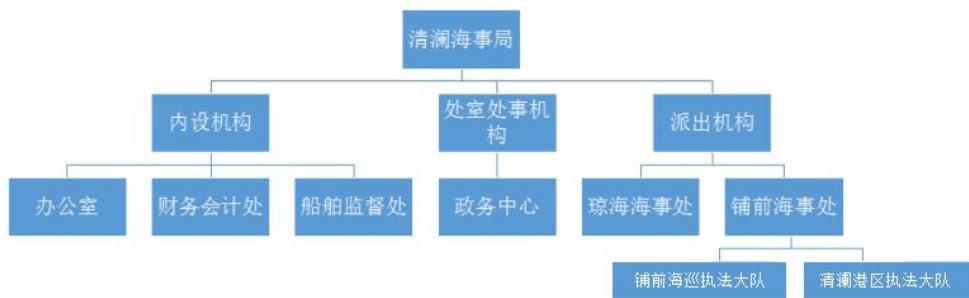 清澜海事局
内设机构
处室处事机
构
派出机构
办公室
财务会计处
船舶监督处
政务中心
琼海海事处
铺前海事处
铺前海巡执法大队
清澜港区执法大队